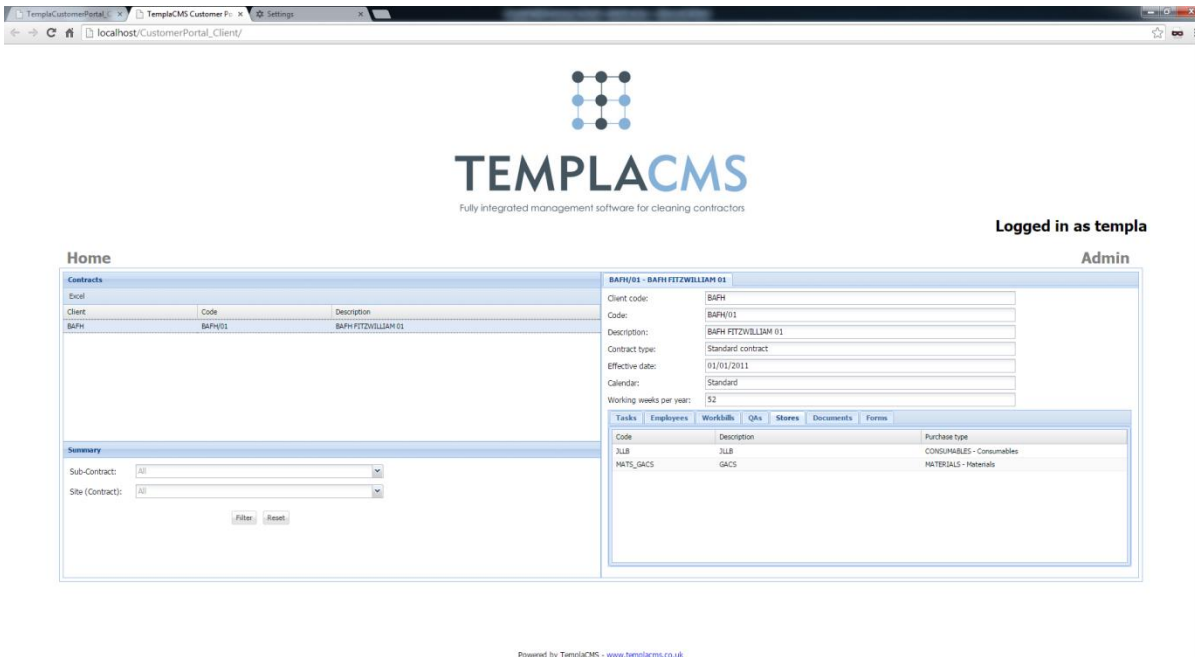 TemplaCustomerPortal_C
TemplaCMS Customer Po
Settings
localhost/CustomerPortal_Client/
TEMPLACMS
Fully integrated management software for cleaning contractors
Logged in as templa
Home
Admin
Contracts
Excel
Client Code Description
BAFH BAFH/01 BAFH FITZWILLIAM 01
Summary
Sub-Contract: All
Site (Contract): All
Filter Reset
BAFH/01 - BAFH FITZWILLIAM 01
Client code: BAFH
Code: BAFH/01
Description: BAFH FITZWILLIAM 01
Contract type: Standard contract
Effective date: 01/01/2011
Calendar: Standard
Working weeks per year: 52
Tasks Employees Workbills QAs Stores Documents Forms
Code Description Purchase type
JLLB JLLB CONSUMABLES - Consumables
MATS_GACS GACS MATERIALS - Materials
Powered by TemplaCMS - www.templacms.co.uk